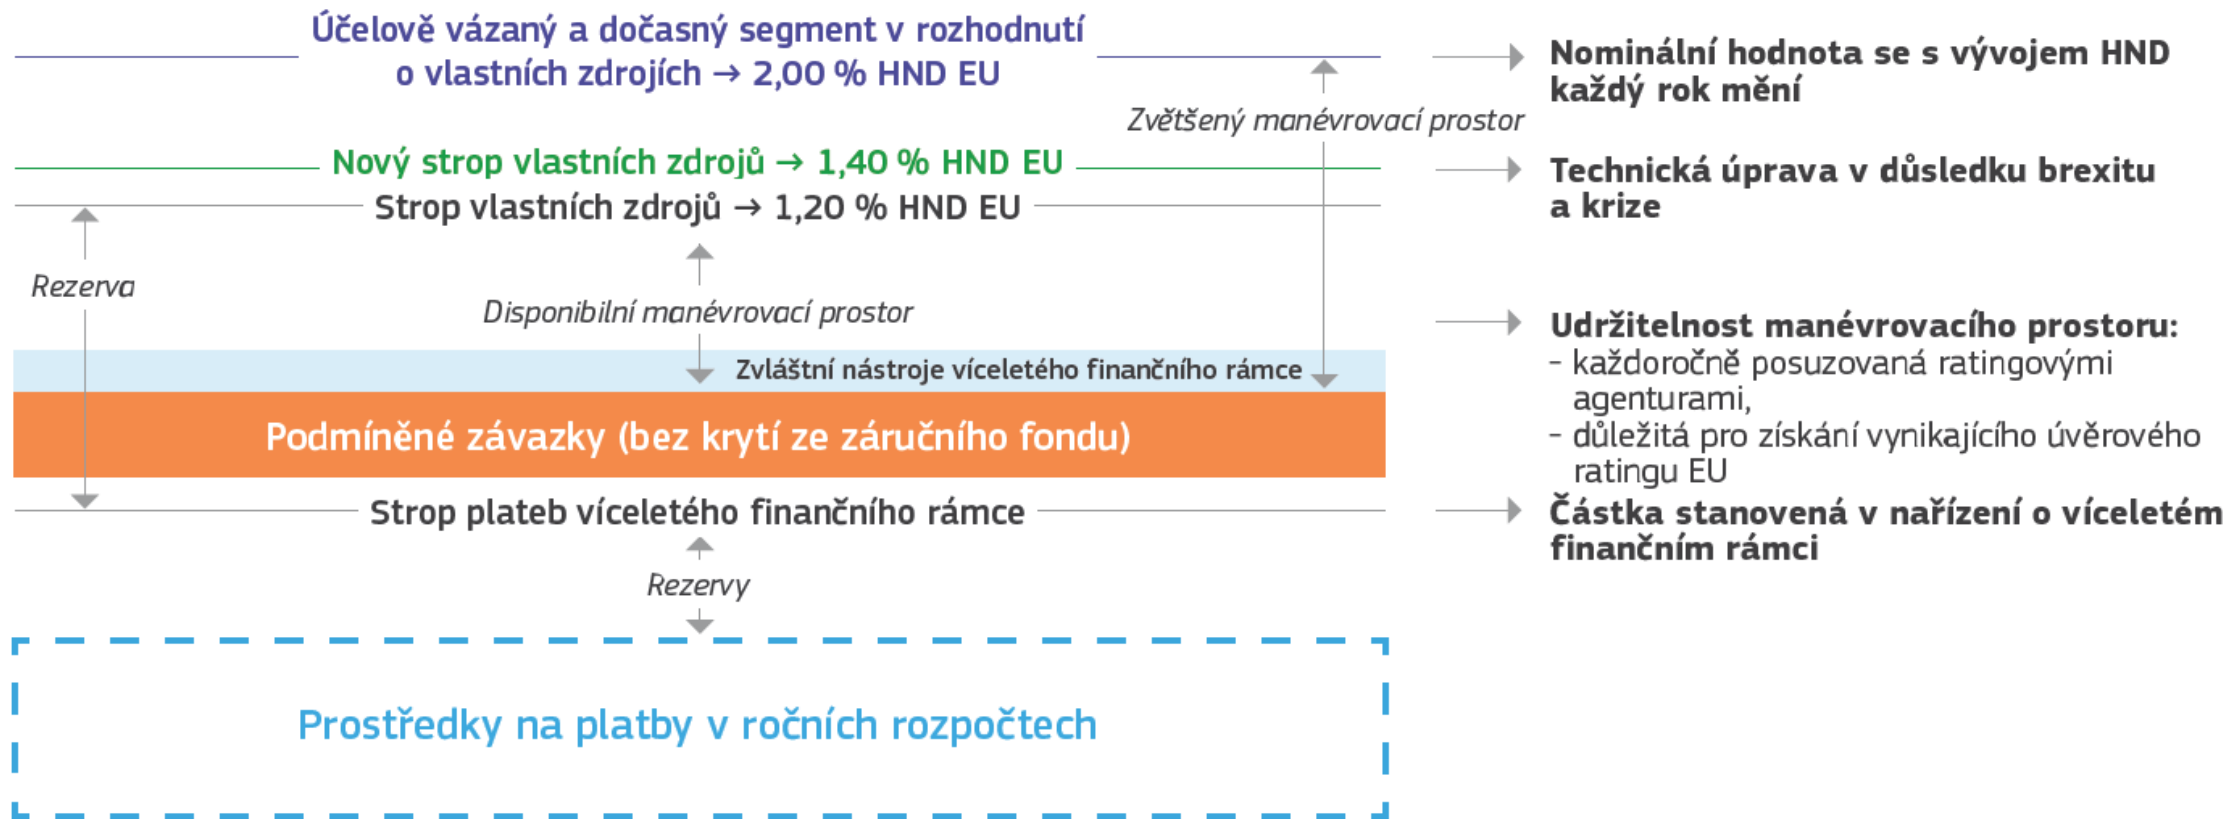 Účelově vázaný a dočasný segment v rozhodnutí
o vlastních zdrojích → 2,00 % HND EU
Nominální hodnota se s vývojem HND
každý rok mění
Zvětšený manévrovací prostor
Nový strop vlastních zdrojů → 1,40 % HND EU
Technická úprava v důsledku brexitu
a krize
Strop vlastních zdrojů → 1,20 % HND EU
Rezerva
Disponibilní manévrovací prostor
Udržitelnost manévrovacího prostoru:
- každoročně posuzovaná ratingovými
agenturami,
- důležitá pro získání vynikajícího úvěrového
ratingu EU
Zvláštní nástroje víceletého finančního rámce
Podmíněné závazky (bez krytí ze záručního fondu)
Strop plateb víceletého finančního rámce
Částka stanovená v nařízení o víceletém
finančním rámci
Rezervy
Prostředky na platby v ročních rozpočtech